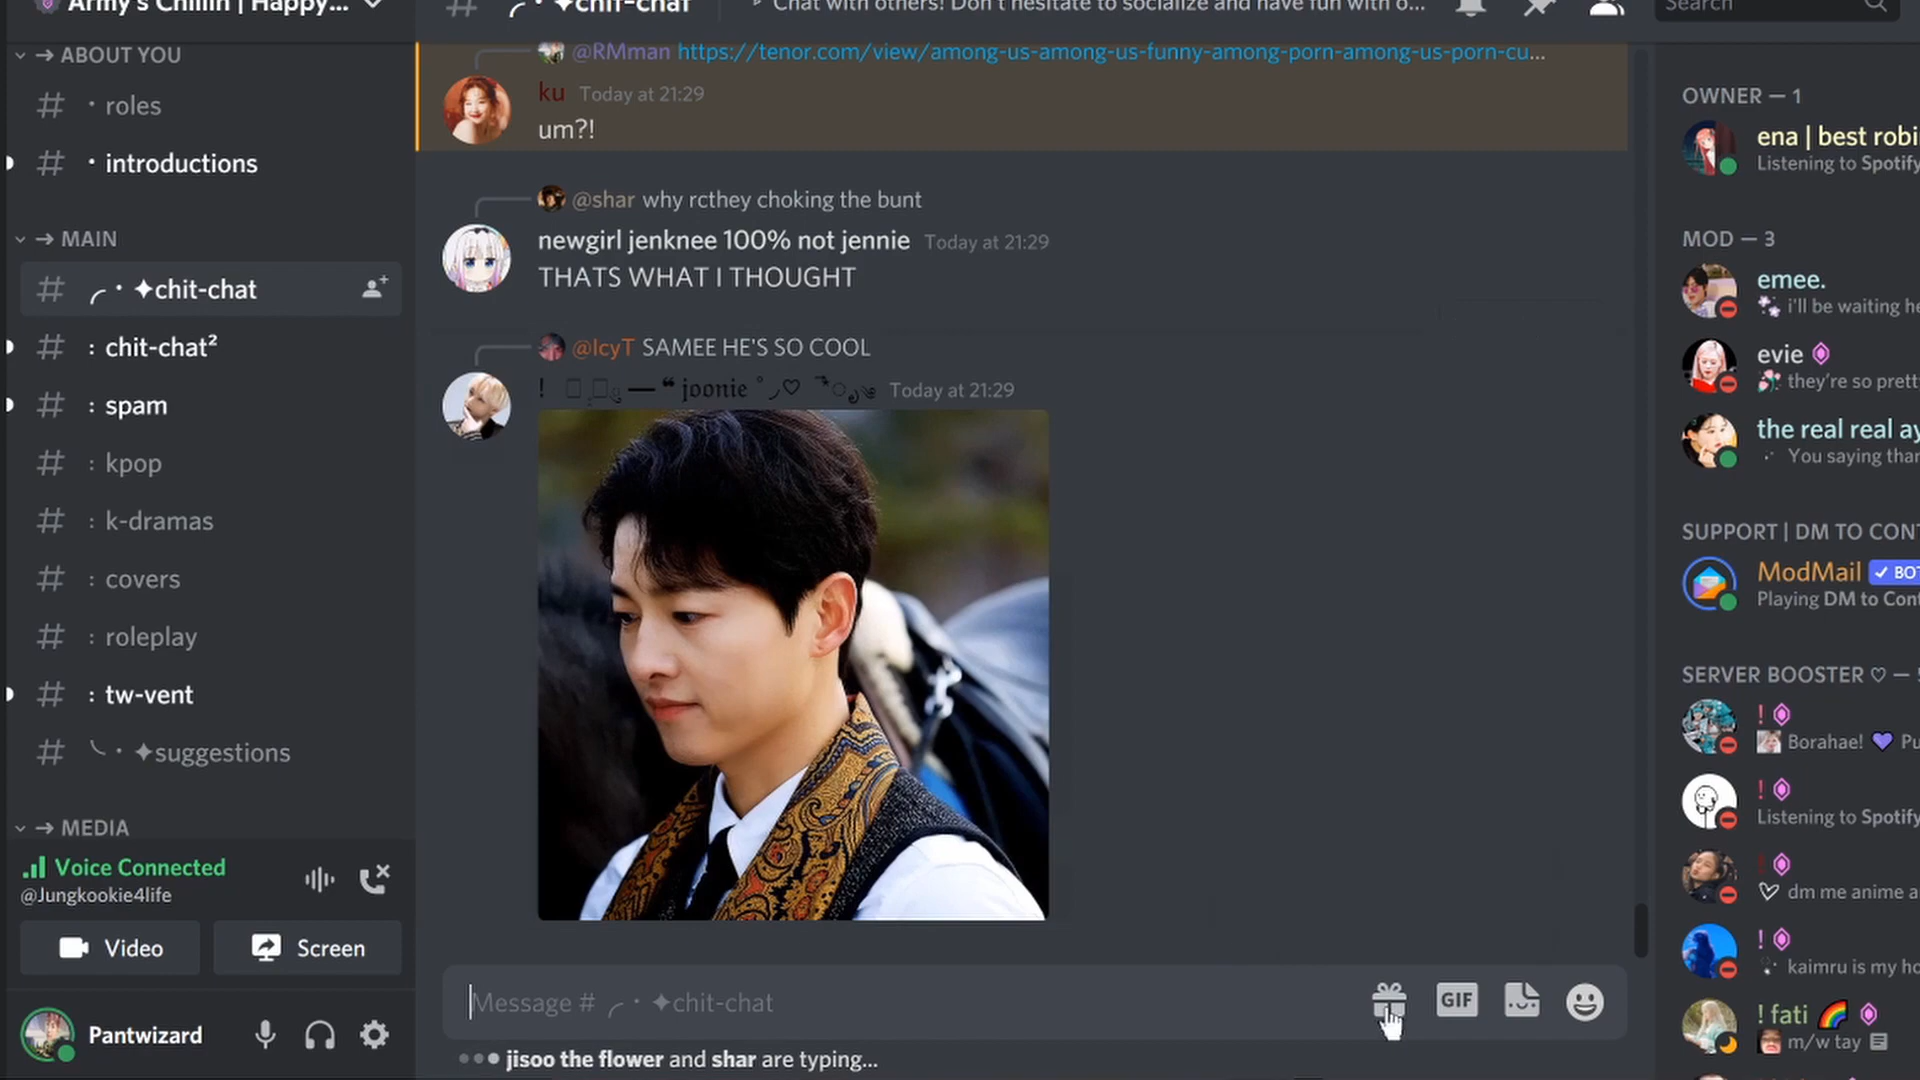 Army's Chillin | Happy...
→ ABOUT YOU
# · roles
# · introductions
→ MAIN
# ╭ · ✦chit-chat
# : chit-chat²
# : spam
# : kpop
# : k-dramas
# : covers
# : roleplay
# : tw-vent
# ╰ · ✦suggestions
→ MEDIA
Voice Connected
@Jungkookie4life
Video
Screen
Pantwizard
# ╭ · ✦chit-chat
Chat with others! Don't hesitate to socialize and have fun with o...
@RMman https://tenor.com/view/among-us-among-us-funny-among-porn-among-us-porn-cu...
ku Today at 21:29
um?!
@shar why rcthey choking the bunt
newgirl jenknee 100% not jennie Today at 21:29
THATS WHAT I THOUGHT
@IcyT SAMEE HE'S SO COOL
! — ❝ joonie Today at 21:29
Message # ╭ · ✦chit-chat
GIF
jisoo the flower and shar are typing...
Search
OWNER — 1
ena | best robi
Listening to Spotify
MOD — 3
emee.
i'll be waiting he
evie
they're so prett
the real real ay
You saying than
SUPPORT | DM TO CONT
ModMail ✓ BO
Playing DM to Cont
SERVER BOOSTER ♡ — 5
!
Borahae! 💜 Pu
!
Listening to Spotify
!
dm me anime a
!
kaimru is my ho
! fati 🌈
m/w tay